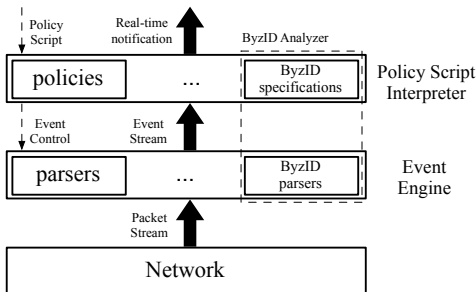 Policy
Script
Real-time
notification
ByzID Analyzer
policies
...
ByzID
specifications
Policy Script
Interpreter
Event
Control
Event
Stream
parsers
...
ByzID
parsers
Event
Engine
Packet
Stream
Network